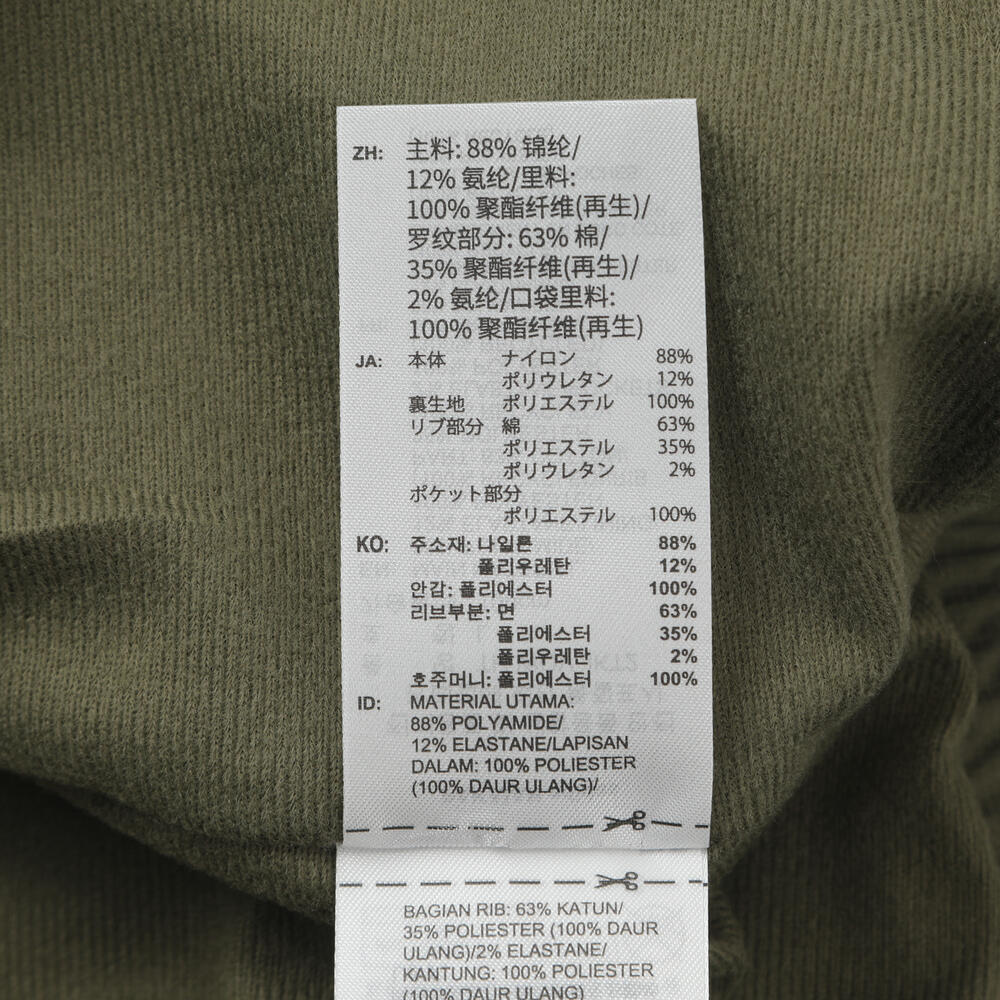 ZH: 主料: 88% 锦纶/
12% 氨纶/里料:
100% 聚酯纤维(再生)/
罗纹部分: 63% 棉/
35% 聚酯纤维(再生)/
2% 氨纶/口袋里料:
100% 聚酯纤维(再生)
JA: 本体 ナイロン 88%
ポリウレタン 12%
裏生地 ポリエステル 100%
リブ部分 綿 63%
ポリエステル 35%
ポリウレタン 2%
ポケット部分
ポリエステル 100%
KO: 주소재: 나일론 88%
폴리우레탄 12%
안감: 폴리에스터 100%
리브부분: 면 63%
폴리에스터 35%
폴리우레탄 2%
호주머니: 폴리에스터 100%
ID: MATERIAL UTAMA:
88% POLYAMIDE/
12% ELASTANE/LAPISAN
DALAM: 100% POLIESTER
(100% DAUR ULANG)/
BAGIAN RIB: 63% KATUN/
35% POLIESTER (100% DAUR
ULANG)/2% ELASTANE/
KANTUNG: 100% POLIESTER
(100% DAUR ULANG)